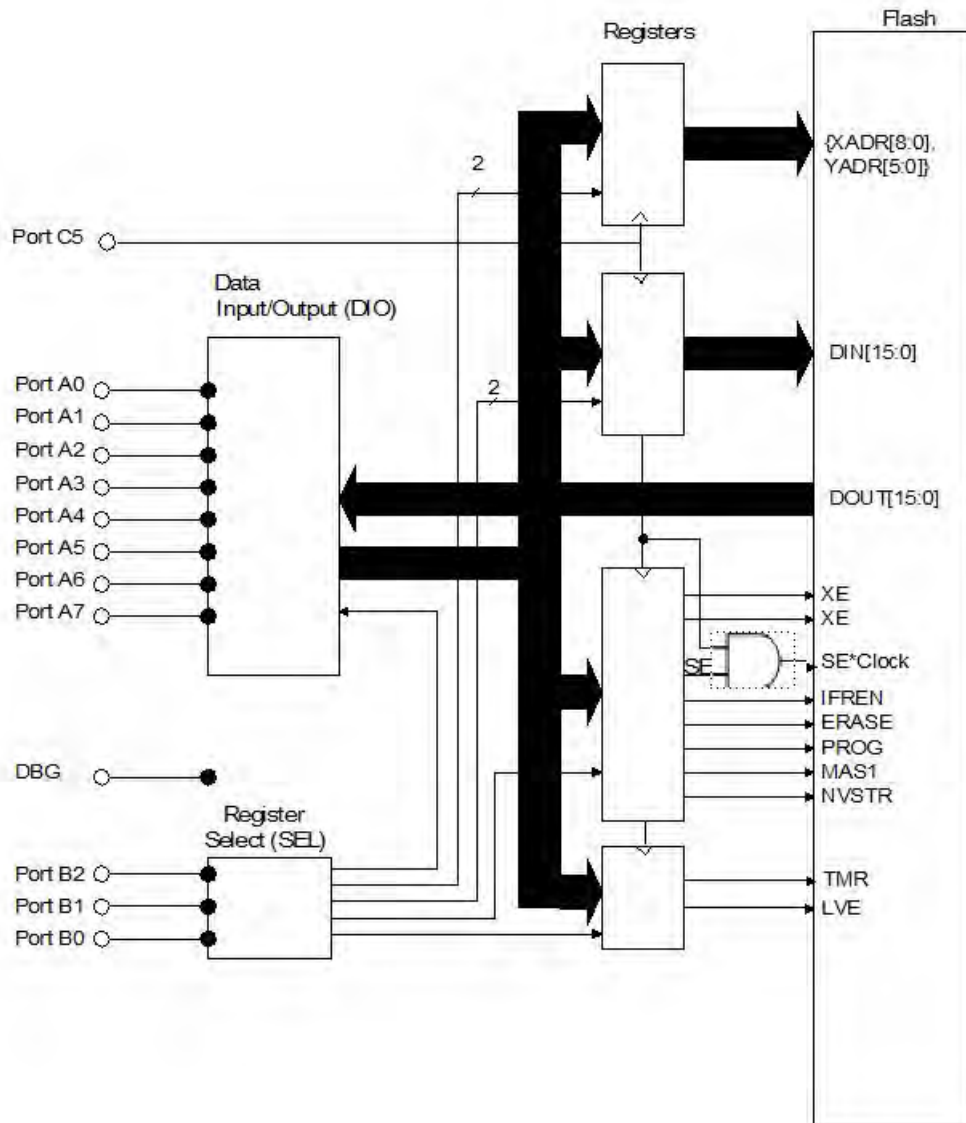 Flash
Registers
{XADR[8:0],
YADR[5:0]}
2
Port C5
Data
Input/Output (DIO)
DIN[15:0]
Port A0
2
Port A1
Port A2
Port A3
DOUT[15:0]
Port A4
Port A5
Port A6
Port A7
XE
XE
SE
SE*Clock
IFREN
ERASE
PROG
DBG
MAS1
NVSTR
Register
Select (SEL)
Port B2
TMR
Port B1
LVE
Port B0